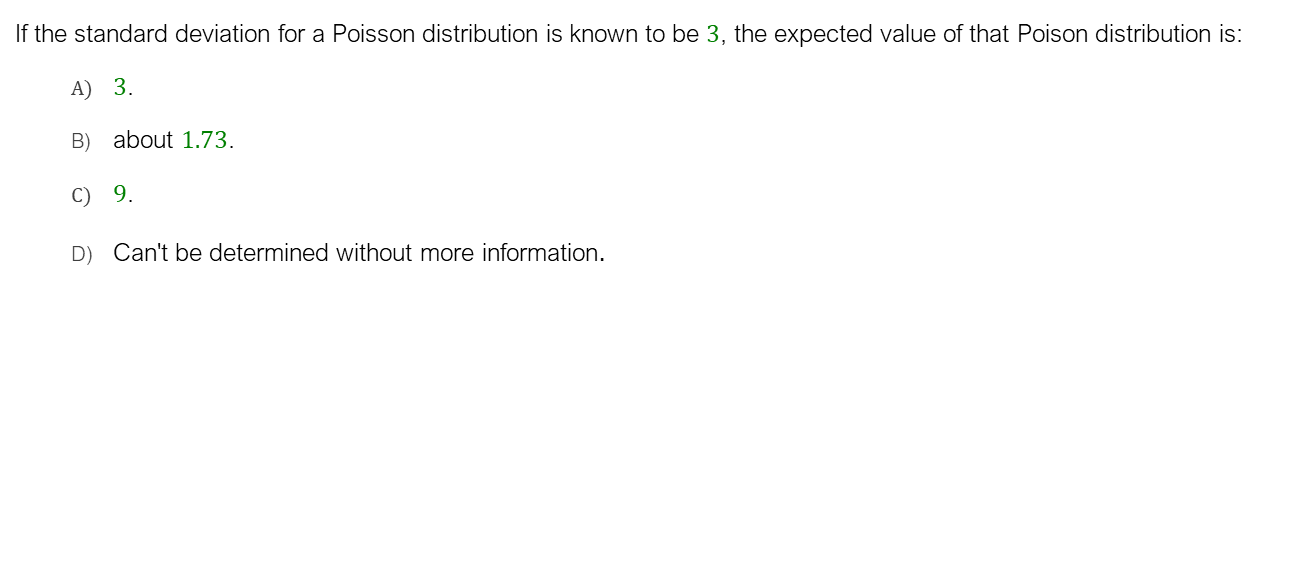 If the standard deviation for a Poisson distribution is known to be 3, the expected value of that Poison distribution is:
A) 3.
B) about 1.73.
C) 9.
D) Can't be determined without more information.